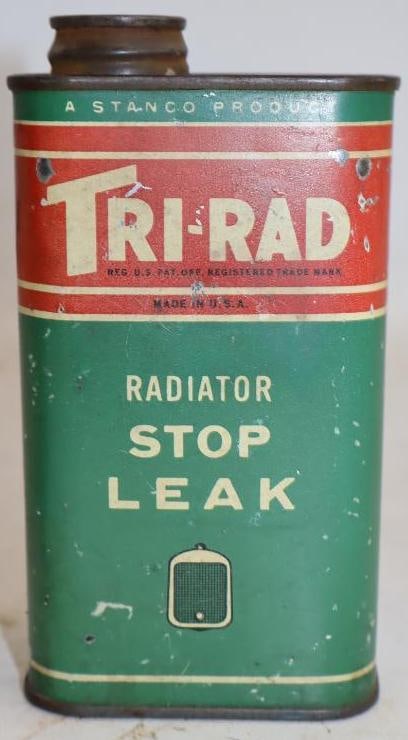 A STANCO PRODUCT
TRI-RAD
REG. U.S. PAT. OFF. REGISTERED TRADE MARK
MADE IN U.S.A.
RADIATOR
STOP
LEAK